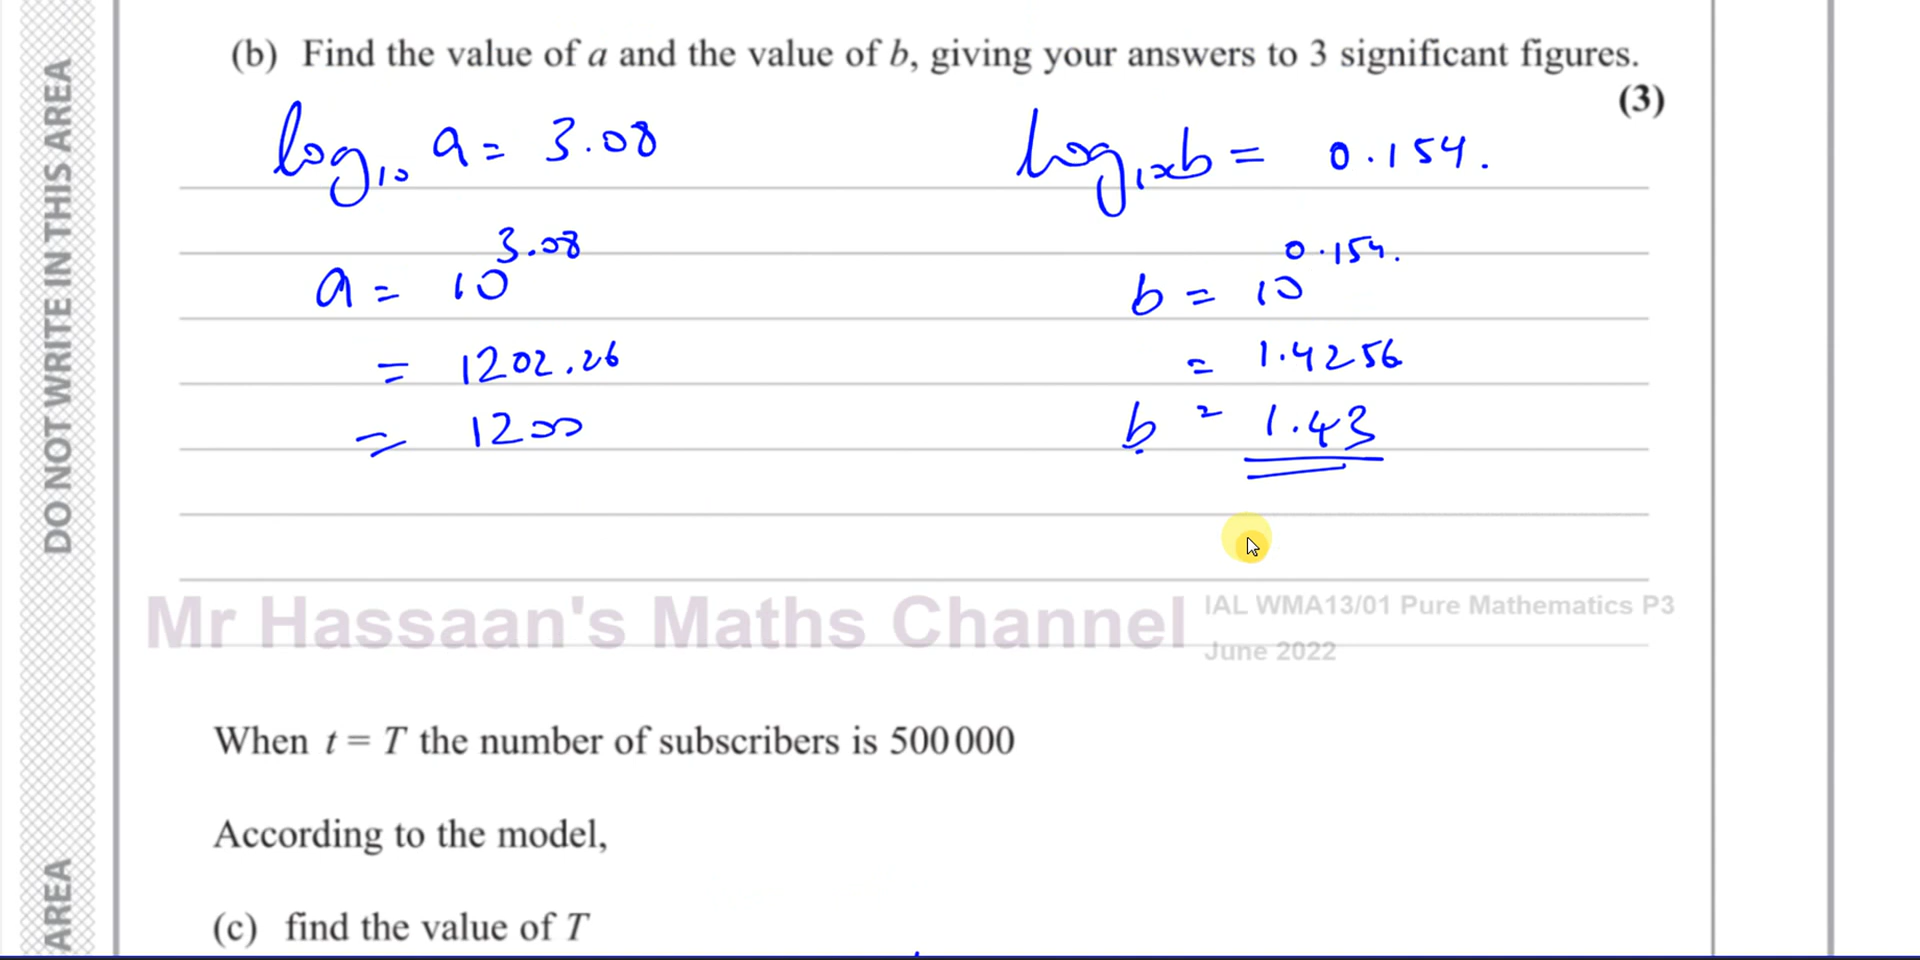 DO NOT WRITE IN THIS AREA
AREA
(b) Find the value of a and the value of b, giving your answers to 3 significant figures.
(3)
log₁₀ a = 3.08
a = 10^3.08
= 1202.26
= 1200
log₁₀ b = 0.154.
b = 10^0.154.
= 1.4256
b = 1.43
Mr Hassaan's Maths Channel
IAL WMA13/01 Pure Mathematics P3
June 2022
When t = T the number of subscribers is 500 000
According to the model,
(c) find the value of T